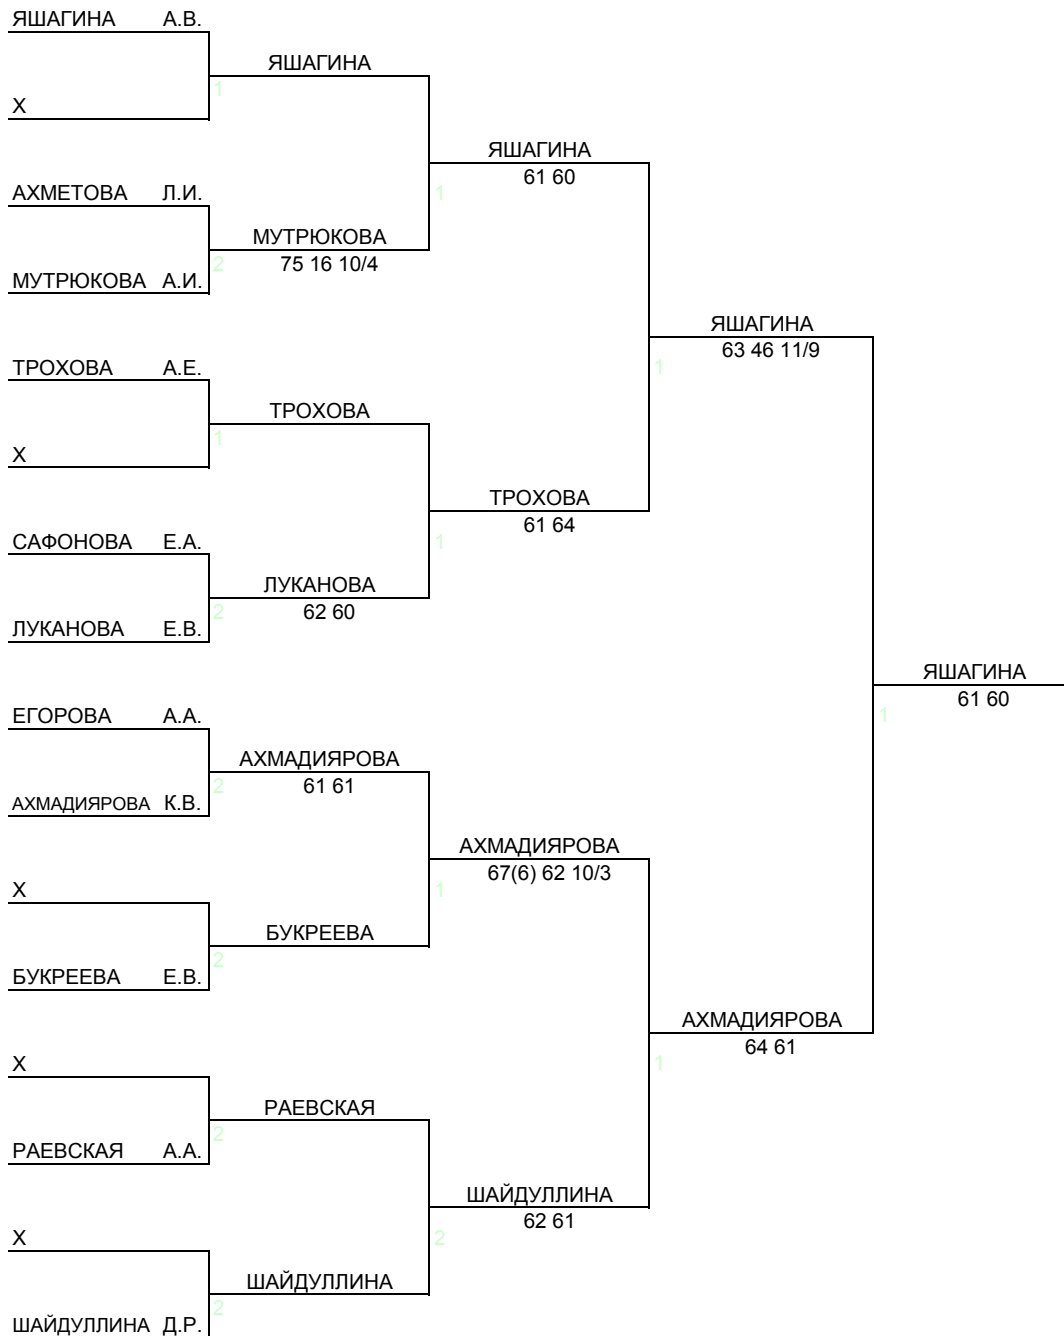 ЯШАГИНА А.В.
ЯШАГИНА
1
X
ЯШАГИНА
61 60
1
АХМЕТОВА Л.И.
МУТРЮКОВА
75 16 10/4
2
МУТРЮКОВА А.И.
ЯШАГИНА
63 46 11/9
1
ТРОХОВА А.Е.
ТРОХОВА
1
X
ТРОХОВА
61 64
1
САФОНОВА Е.А.
ЛУКАНОВА
62 60
2
ЛУКАНОВА Е.В.
ЯШАГИНА
61 60
1
ЕГОРОВА А.А.
АХМАДИЯРОВА
61 61
2
АХМАДИЯРОВА К.В.
АХМАДИЯРОВА
67(6) 62 10/3
1
X
БУКРЕЕВА
2
БУКРЕЕВА Е.В.
АХМАДИЯРОВА
64 61
1
X
РАЕВСКАЯ
2
РАЕВСКАЯ А.А.
ШАЙДУЛЛИНА
62 61
2
X
ШАЙДУЛЛИНА
2
ШАЙДУЛЛИНА Д.Р.